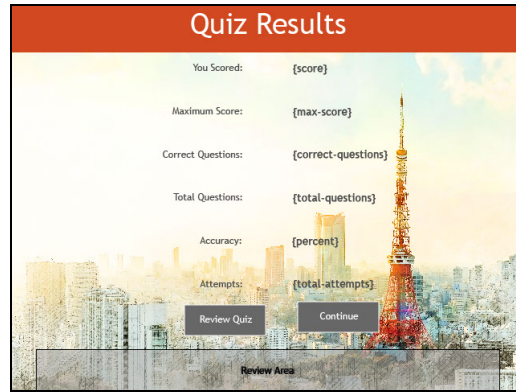 Quiz Results
You Scored: {score}
Maximum Score: {max-score}
Correct Questions: {correct-questions}
Total Questions: {total-questions}
Accuracy: {percent}
Attempts: {total-attempts}
Review Quiz Continue
Review Area